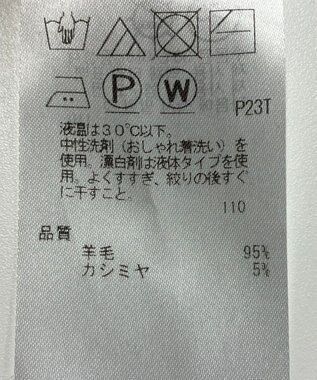 P W P23T
液温は30℃以下。
中性洗剤（おしゃれ着洗い）を
使用。漂白剤は液体タイプを使
用。よくすすぎ、絞りの後すぐ
に干すこと。
110
品質
羊毛 95%
カシミヤ 5%